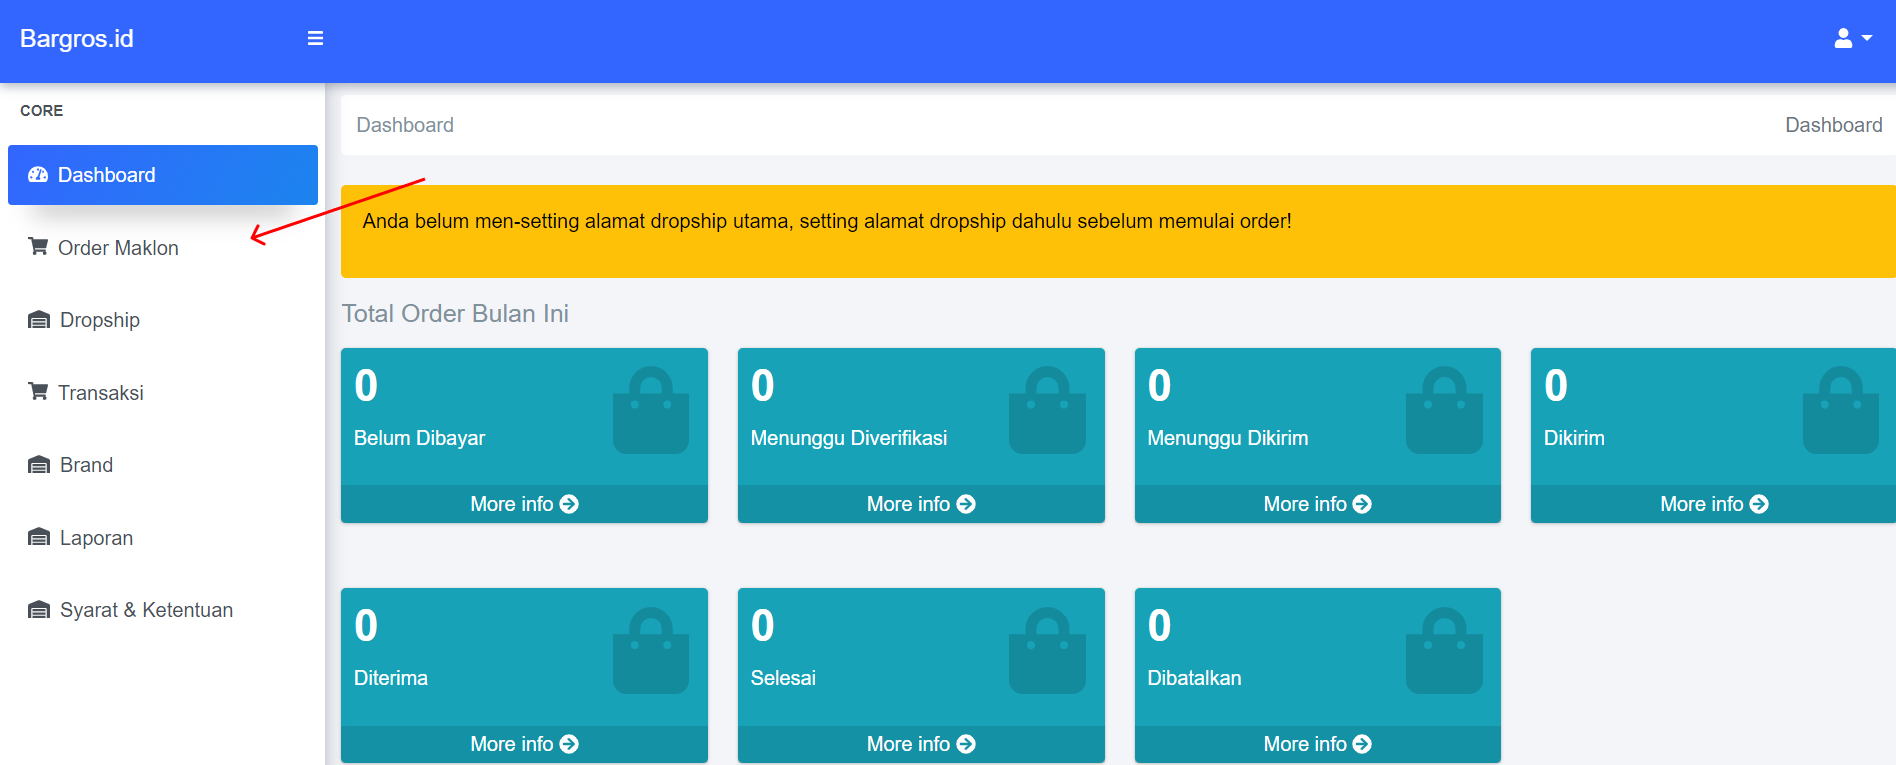 Bargros.id
CORE
Dashboard
Order Maklon
Dropship
Transaksi
Brand
Laporan
Syarat & Ketentuan
Dashboard Dashboard
Anda belum men-setting alamat dropship utama, setting alamat dropship dahulu sebelum memulai order!
Total Order Bulan Ini
0
Belum Dibayar
More info
0
Menunggu Diverifikasi
More info
0
Menunggu Dikirim
More info
0
Dikirim
More info
0
Diterima
More info
0
Selesai
More info
0
Dibatalkan
More info